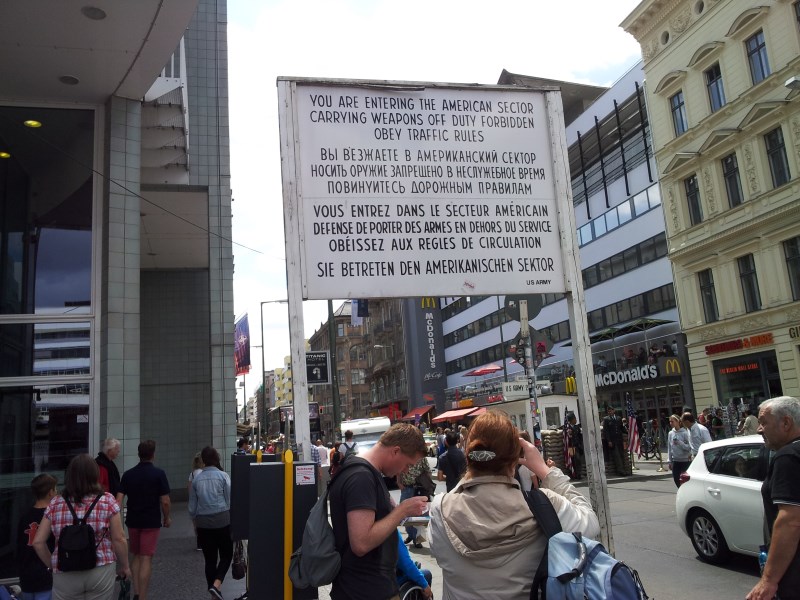 YOU ARE ENTERING THE AMERICAN SECTOR
CARRYING WEAPONS OFF DUTY FORBIDDEN
OBEY TRAFFIC RULES
ВЫ ВЪЕЗЖАЕТЕ В АМЕРИКАНСКИЙ СЕКТОР
НОСИТЬ ОРУЖИЕ ЗАПРЕЩЕНО В НЕСЛУЖЕБНОЕ ВРЕМЯ
ПОВИНУЙТЕСЬ ДОРОЖНЫМ ПРАВИЛАМ
VOUS ENTREZ DANS LE SECTEUR AMÉRICAIN
DEFENSE DE PORTER DES ARMES EN DEHORS DU SERVICE
OBÉISSEZ AUX REGLES DE CIRCULATION
SIE BETRETEN DEN AMERIKANISCHEN SEKTOR
US ARMY
McDonald's
McDonald's
U.S. ARMY